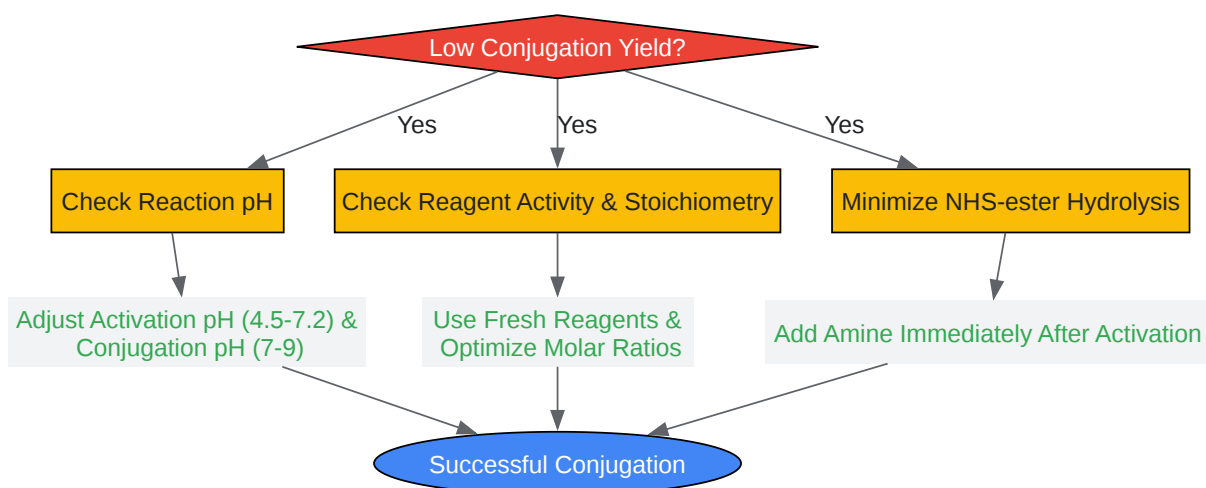 Low Conjugation Yield?
Yes
Yes
Yes
Check Reaction pH
Check Reagent Activity & Stoichiometry
Minimize NHS-ester Hydrolysis
Adjust Activation pH (4.5-7.2) &
Conjugation pH (7-9)
Use Fresh Reagents &
Optimize Molar Ratios
Add Amine Immediately After Activation
Successful Conjugation